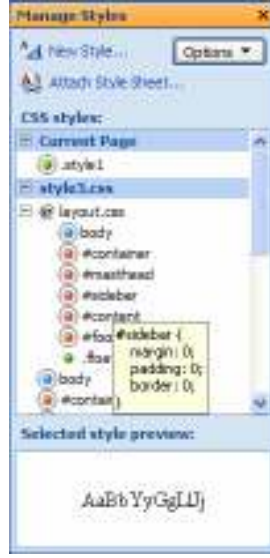 Manage Styles
New Style...
Options
Attach Style Sheet...
CSS styles:
Current Page
.style1
style3.css
@ layout.css
body
#container
#masthead
#sidebar
#content
#foo
.floa
body
#contain
#sidebar {
margin: 0;
padding: 0;
border: 0;
}
Selected style preview:
AaBbYyGgLlJj